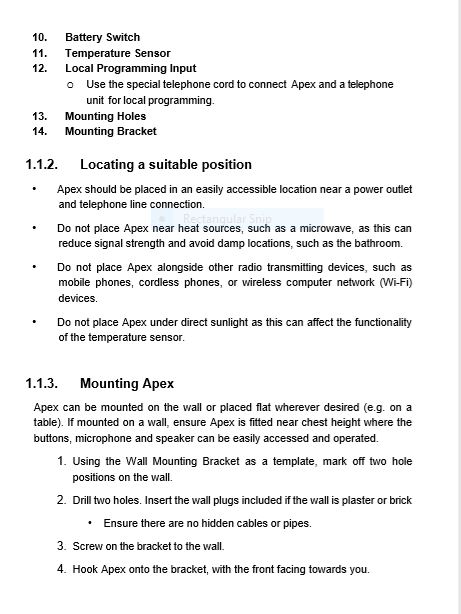 10. Battery Switch
11. Temperature Sensor
12. Local Programming Input
o Use the special telephone cord to connect Apex and a telephone
unit for local programming.
13. Mounting Holes
14. Mounting Bracket
1.1.2. Locating a suitable position
• Apex should be placed in an easily accessible location near a power outlet
and telephone line connection.
Rectangular Snip
• Do not place Apex near heat sources, such as a microwave, as this can
reduce signal strength and avoid damp locations, such as the bathroom.
• Do not place Apex alongside other radio transmitting devices, such as
mobile phones, cordless phones, or wireless computer network (Wi-Fi)
devices.
• Do not place Apex under direct sunlight as this can affect the functionality
of the temperature sensor.
1.1.3. Mounting Apex
Apex can be mounted on the wall or placed flat wherever desired (e.g. on a
table). If mounted on a wall, ensure Apex is fitted near chest height where the
buttons, microphone and speaker can be easily accessed and operated.
1. Using the Wall Mounting Bracket as a template, mark off two hole
positions on the wall.
2. Drill two holes. Insert the wall plugs included if the wall is plaster or brick
• Ensure there are no hidden cables or pipes.
3. Screw on the bracket to the wall.
4. Hook Apex onto the bracket, with the front facing towards you.